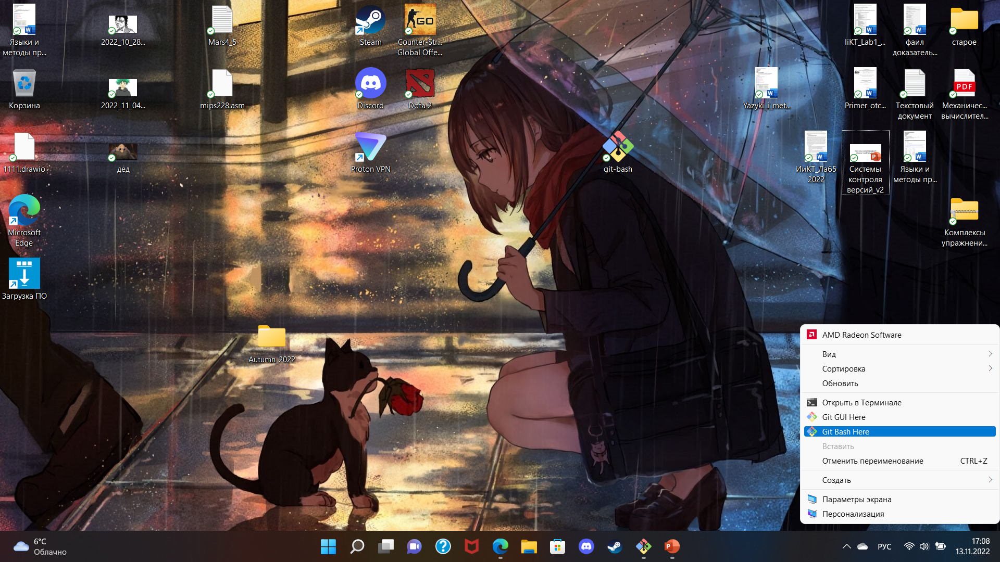 Языки и
методы пр...
2022_10_28...
Mars4_5
Steam
Counter-Str...
Global Offe...
GO
IiKT_Lab1_...
фаил
доказатель...
старое
Корзина
2022_11_04...
mips228.asm
Discord
Dota 2
Yazyki_i_met...
Primer_otc...
Текстовый
документ
PDF
Механичес...
вычислител...
1111.drawio
дед
Proton VPN
git-bash
ИиКТ_Лаб5
2022
Системы
контроля
версий_v2
Языки и
методы пр...
Microsoft
Edge
Комплексы
упражнени...
Загрузка ПО
Autumn_2022
AMD Radeon Software
Вид
Сортировка
Обновить
Открыть в Терминале
Git GUI Here
Git Bash Here
Вставить
Отменить переименование CTRL+Z
Создать
Параметры экрана
Персонализация
6°C
Облачно
РУС
17:08
13.11.2022